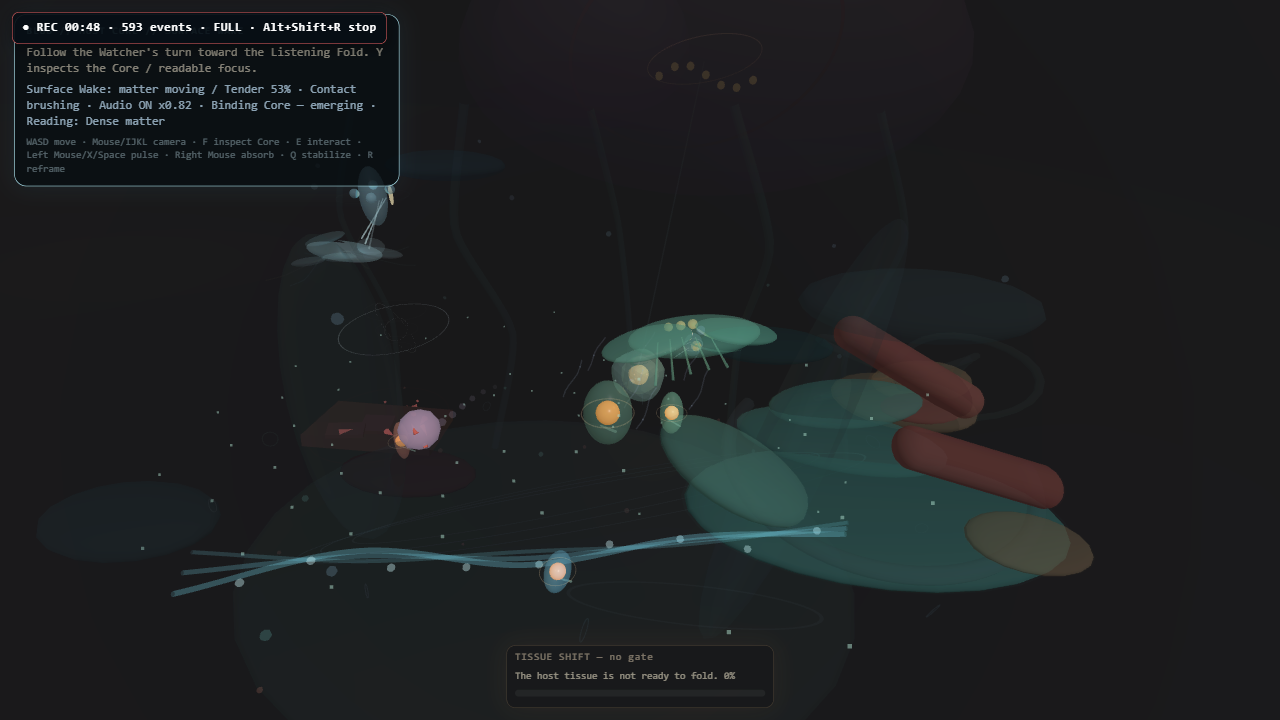 ● REC 00:48 · 593 events · FULL · Alt+Shift+R stop
Follow the Watcher's turn toward the Listening Fold. Y
inspects the Core / readable focus.
Surface Wake: matter moving / Tender 53% · Contact
brushing · Audio ON x0.82 · Binding Core — emerging ·
Reading: Dense matter
WASD move · Mouse/IJKL camera · F inspect Core · E interact ·
Left Mouse/X/Space pulse · Right Mouse absorb · Q stabilize · R
reframe
TISSUE SHIFT — no gate
The host tissue is not ready to fold. 0%